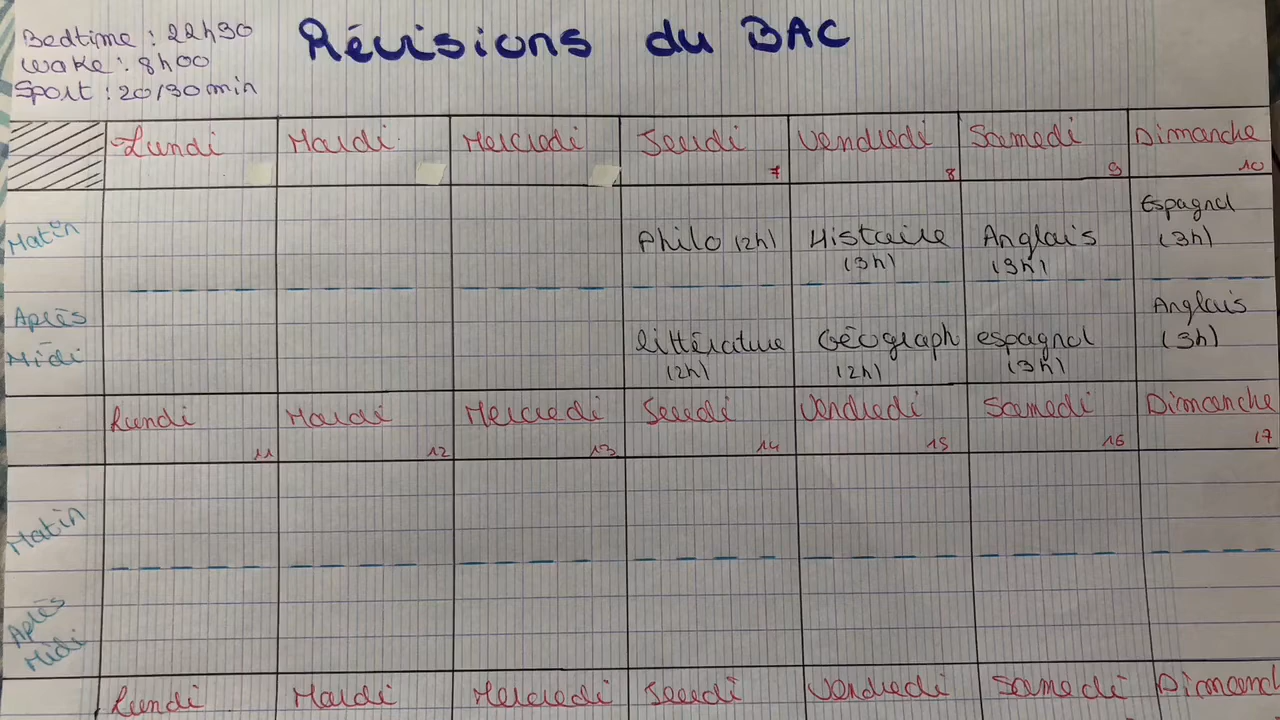 Bedtime : 22h30
Wake : 8h00
Sport : 20/30min
Révisions du BAC
Lundi Mardi Mercredi Jeudi Vendredi Samedi Dimanche
7 8 9 10
Matin
Philo (2h) Histoire (3h) Anglais (3h) Espagnol (3h)
Après Midi
littérature (2h) Géograph (2h) espagnol (3h) Anglais (3h)
Lundi Mardi Mercredi Jeudi Vendredi Samedi Dimanche
11 12 13 14 15 16 17
Matin
Après Midi
Lundi Mardi Mercredi Jeudi Vendredi Samedi Dimanch